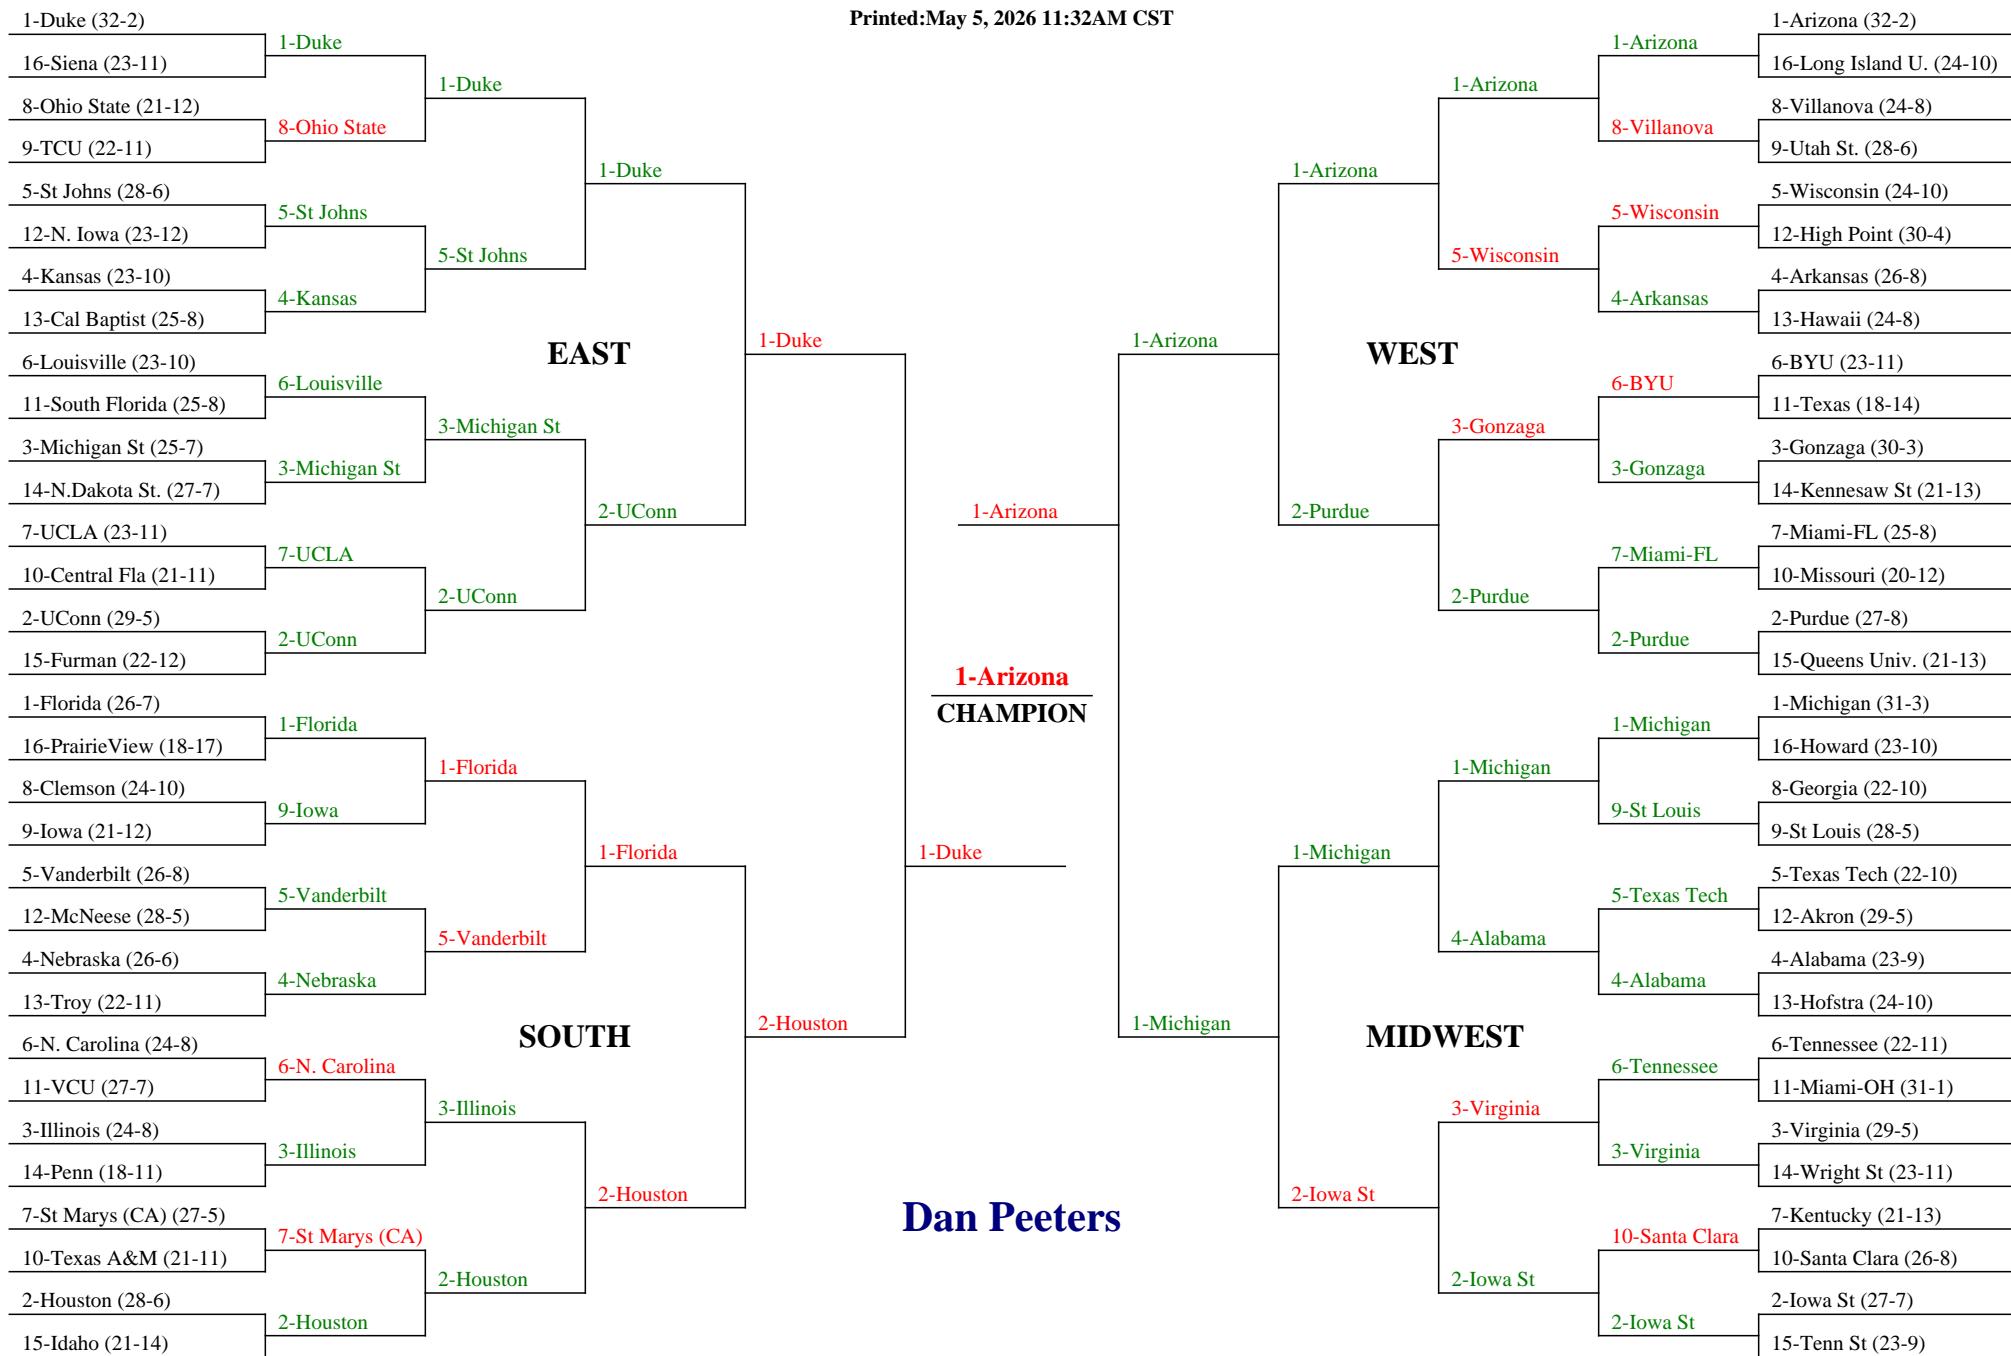 Printed:May 5, 2026 11:32AM CST
1-Duke (32-2)
16-Siena (23-11)
8-Ohio State (21-12)
9-TCU (22-11)
5-St Johns (28-6)
12-N. Iowa (23-12)
4-Kansas (23-10)
13-Cal Baptist (25-8)
6-Louisville (23-10)
11-South Florida (25-8)
3-Michigan St (25-7)
14-N.Dakota St. (27-7)
7-UCLA (23-11)
10-Central Fla (21-11)
2-UConn (29-5)
15-Furman (22-12)
1-Florida (26-7)
16-PrairieView (18-17)
8-Clemson (24-10)
9-Iowa (21-12)
5-Vanderbilt (26-8)
12-McNeese (28-5)
4-Nebraska (26-6)
13-Troy (22-11)
6-N. Carolina (24-8)
11-VCU (27-7)
3-Illinois (24-8)
14-Penn (18-11)
7-St Marys (CA) (27-5)
10-Texas A&M (21-11)
2-Houston (28-6)
15-Idaho (21-14)
1-Duke
8-Ohio State
5-St Johns
4-Kansas
6-Louisville
3-Michigan St
7-UCLA
2-UConn
1-Florida
9-Iowa
5-Vanderbilt
4-Nebraska
6-N. Carolina
3-Illinois
7-St Marys (CA)
2-Houston
1-Duke
5-St Johns
3-Michigan St
2-UConn
1-Florida
5-Vanderbilt
3-Illinois
2-Houston
1-Duke
EAST
2-UConn
1-Florida
SOUTH
2-Houston
1-Duke
2-Houston
1-Arizona
1-Arizona
CHAMPION
1-Duke
Dan Peeters
1-Arizona
1-Michigan
1-Arizona
WEST
2-Purdue
1-Michigan
MIDWEST
2-Iowa St
1-Arizona
5-Wisconsin
3-Gonzaga
2-Purdue
1-Michigan
4-Alabama
3-Virginia
2-Iowa St
1-Arizona
8-Villanova
5-Wisconsin
4-Arkansas
6-BYU
3-Gonzaga
7-Miami-FL
2-Purdue
1-Michigan
9-St Louis
5-Texas Tech
4-Alabama
6-Tennessee
3-Virginia
10-Santa Clara
2-Iowa St
1-Arizona (32-2)
16-Long Island U. (24-10)
8-Villanova (24-8)
9-Utah St. (28-6)
5-Wisconsin (24-10)
12-High Point (30-4)
4-Arkansas (26-8)
13-Hawaii (24-8)
6-BYU (23-11)
11-Texas (18-14)
3-Gonzaga (30-3)
14-Kennesaw St (21-13)
7-Miami-FL (25-8)
10-Missouri (20-12)
2-Purdue (27-8)
15-Queens Univ. (21-13)
1-Michigan (31-3)
16-Howard (23-10)
8-Georgia (22-10)
9-St Louis (28-5)
5-Texas Tech (22-10)
12-Akron (29-5)
4-Alabama (23-9)
13-Hofstra (24-10)
6-Tennessee (22-11)
11-Miami-OH (31-1)
3-Virginia (29-5)
14-Wright St (23-11)
7-Kentucky (21-13)
10-Santa Clara (26-8)
2-Iowa St (27-7)
15-Tenn St (23-9)